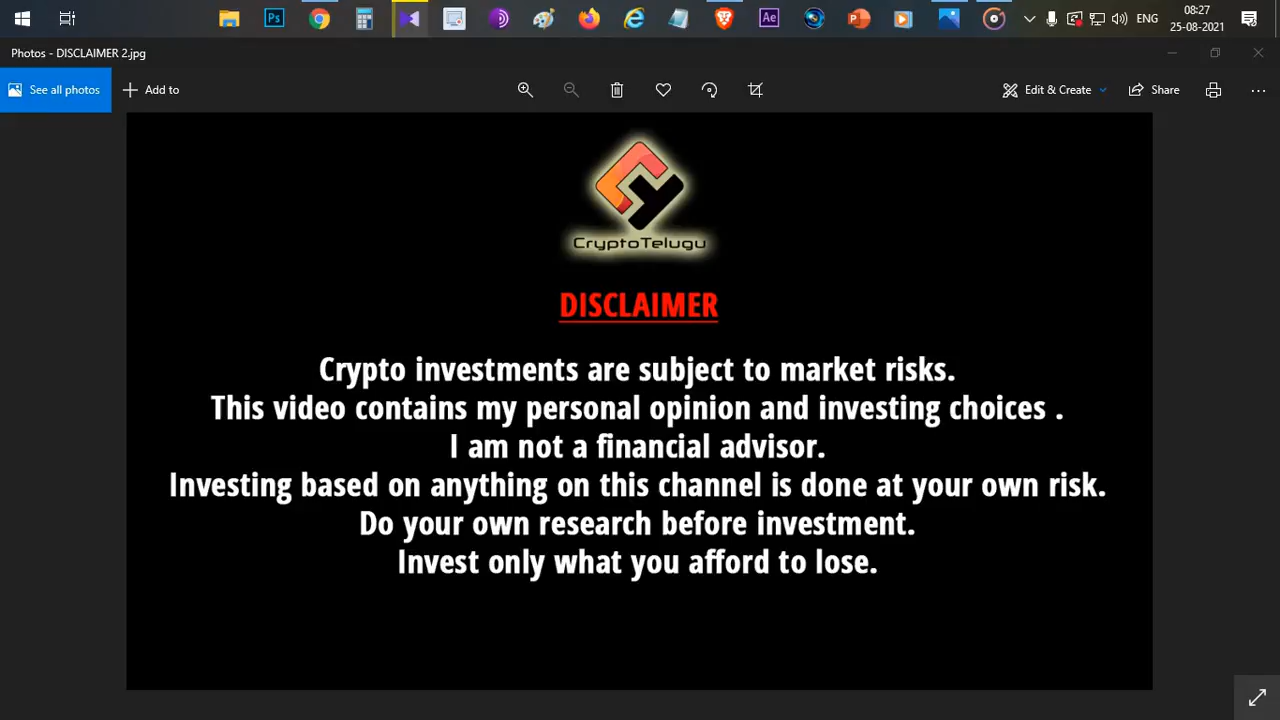 Ps
Ae
ENG
08:27
25-08-2021
Photos - DISCLAIMER 2.jpg
See all photos
Add to
Edit & Create
Share
CryptoTelugu
DISCLAIMER
Crypto investments are subject to market risks.
This video contains my personal opinion and investing choices .
I am not a financial advisor.
Investing based on anything on this channel is done at your own risk.
Do your own research before investment.
Invest only what you afford to lose.